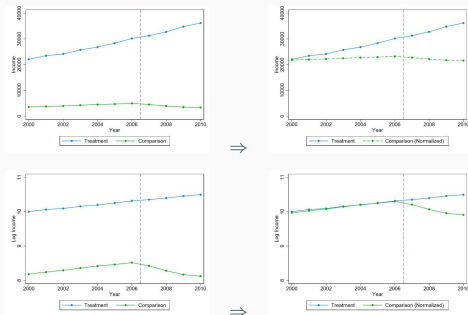 40000
30000
20000
10000
0
Income
2000 2002 2004 2006 2008 2010
Year
Treatment Comparison
⇒
40000
30000
20000
10000
0
Income
2000 2002 2004 2006 2008 2010
Year
Treatment Comparison (Normalized)
11
10
9
8
Log Income
2000 2002 2004 2006 2008 2010
Year
Treatment Comparison
⇒
11
10
9
8
Log Income
2000 2002 2004 2006 2008 2010
Year
Treatment Comparison (Normalized)